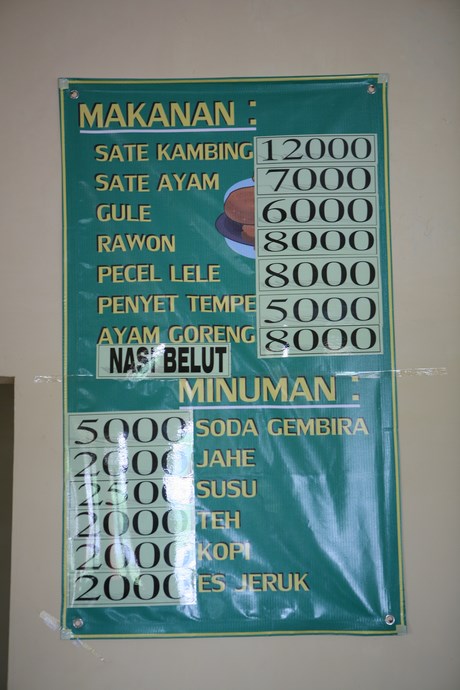 MAKANAN :
SATE KAMBING 12000
SATE AYAM 7000
GULE 6000
RAWON 8000
PECEL LELE 8000
PENYET TEMPE 5000
AYAM GORENG 8000
NASI BELUT
MINUMAN :
5000 SODA GEMBIRA
2000 JAHE
2500 SUSU
2000 TEH
2000 KOPI
2000 ES JERUK